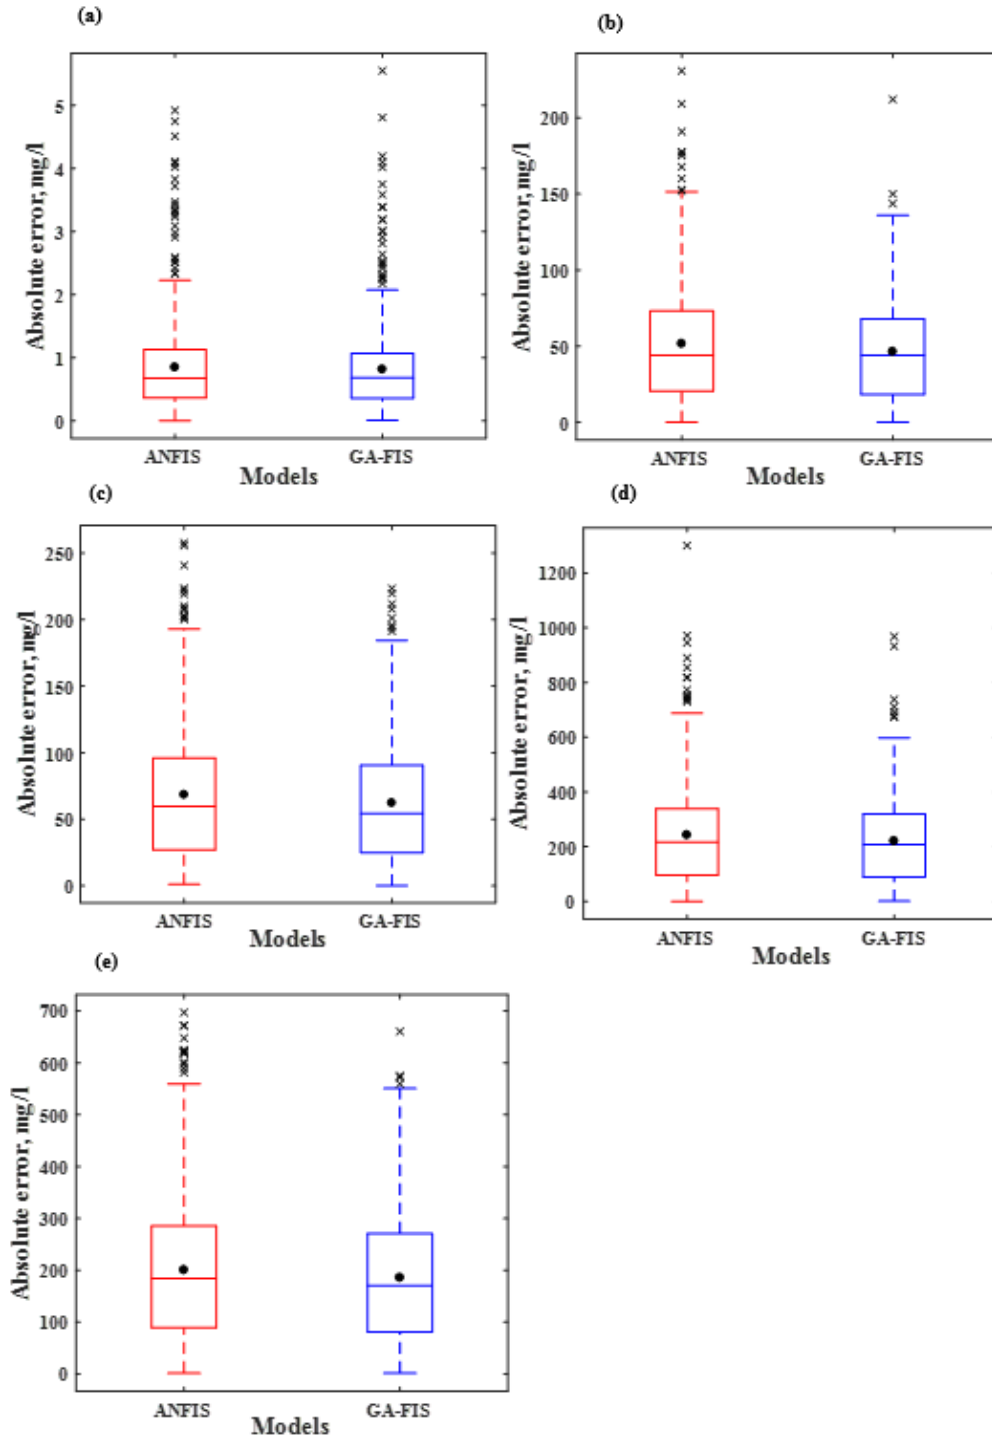 (a)
Absolute error, mg/l
5
4
3
2
1
0
ANFIS GA-FIS
Models
(b)
Absolute error, mg/l
200
150
100
50
0
ANFIS GA-FIS
Models
(c)
Absolute error, mg/l
250
200
150
100
50
0
ANFIS GA-FIS
Models
(d)
Absolute error, mg/l
1200
1000
800
600
400
200
0
ANFIS GA-FIS
Models
(e)
Absolute error, mg/l
700
600
500
400
300
200
100
0
ANFIS GA-FIS
Models